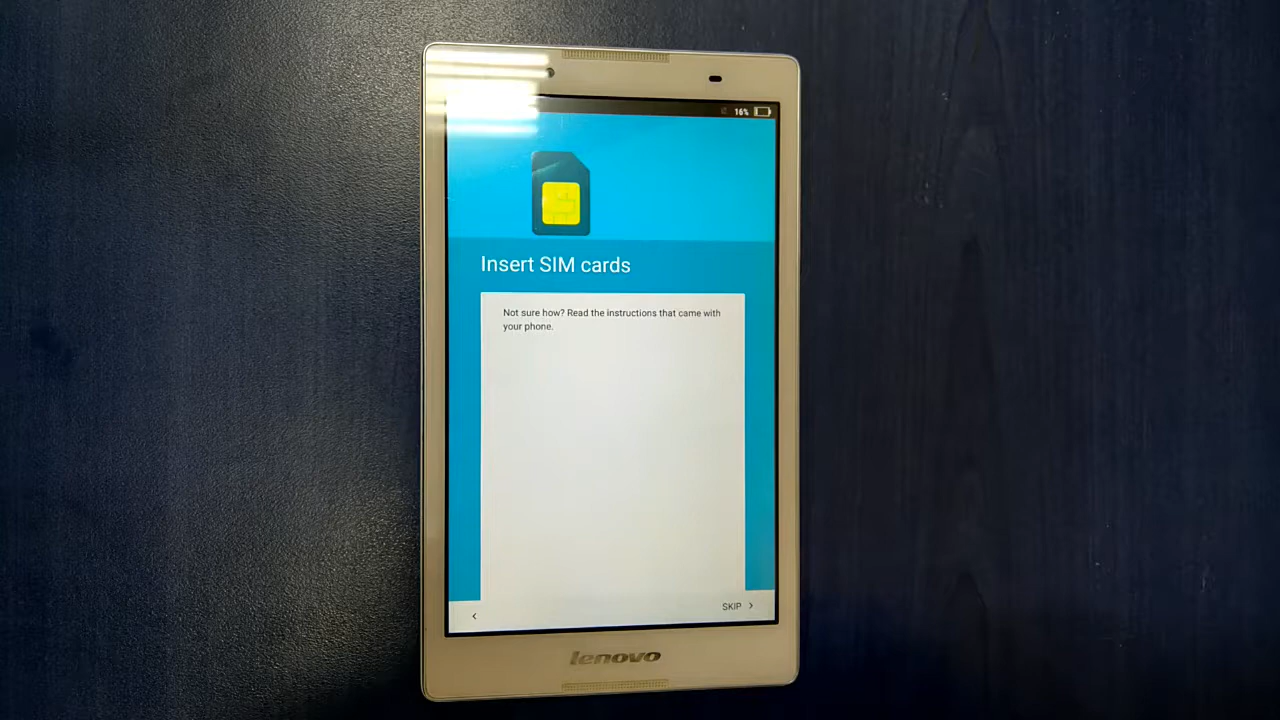 16%
Insert SIM cards
Not sure how? Read the instructions that came with
your phone.
SKIP
lenovo